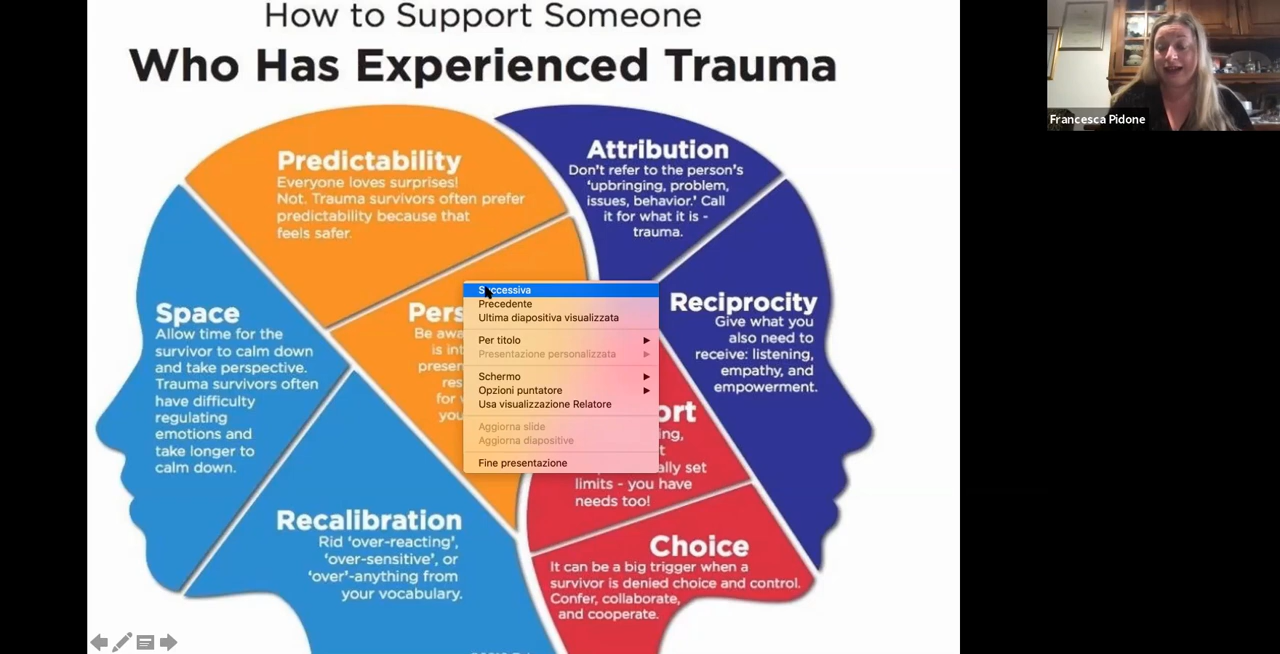 How to Support Someone
Who Has Experienced Trauma
Francesca Pidone
Predictability
Everyone loves surprises!
Not. Trauma survivors often prefer
predictability because that
feels safer.
Attribution
Don't refer to the person's
'upbringing, problem,
issues, behavior.' Call
it for what it is -
trauma.
Space
Allow time for the
survivor to calm down
and take perspective.
Trauma survivors often
have difficulty
regulating
emotions and
take longer to
calm down.
Be
is
for
Successiva
Precedente
Ultima diapositiva visualizzata
Per titolo
Presentazione personalizzata
Schermo
Opzioni puntatore
Usa visualizzazione Relatore
Aggiorna slide
Aggiorna diapositive
Fine presentazione
Reciprocity
Give what you
also need to
receive: listening,
empathy, and
empowerment.
set
limits - you have
needs too!
Recalibration
Rid 'over-reacting',
'over-sensitive', or
'over'-anything from
your vocabulary.
Choice
It can be a big trigger when a
survivor is denied choice and control.
Confer, collaborate,
and cooperate.